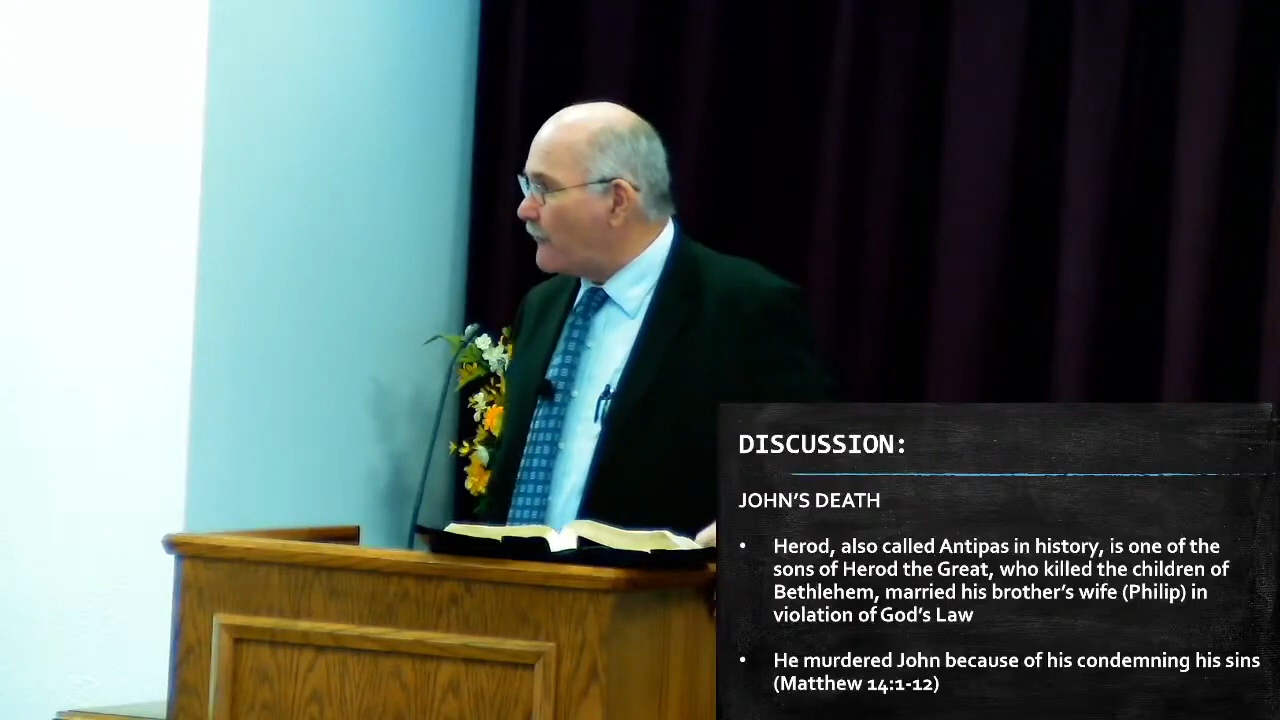 DISCUSSION:
JOHN'S DEATH
• Herod, also called Antipas in history, is one of the
sons of Herod the Great, who killed the children of
Bethlehem, married his brother's wife (Philip) in
violation of God's Law
• He murdered John because of his condemning his sins
(Matthew 14:1-12)